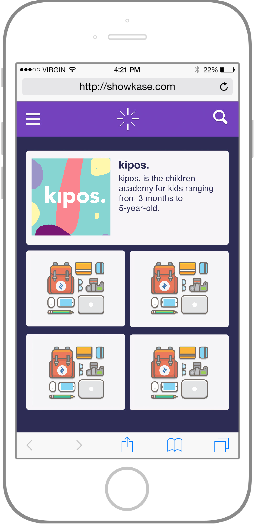 VIRGIN 4:21 PM 22%
http://showkase.com
kipos.
kipos.
kipos. is the children
academy for kids ranging
from 3 months to
5-year-old.